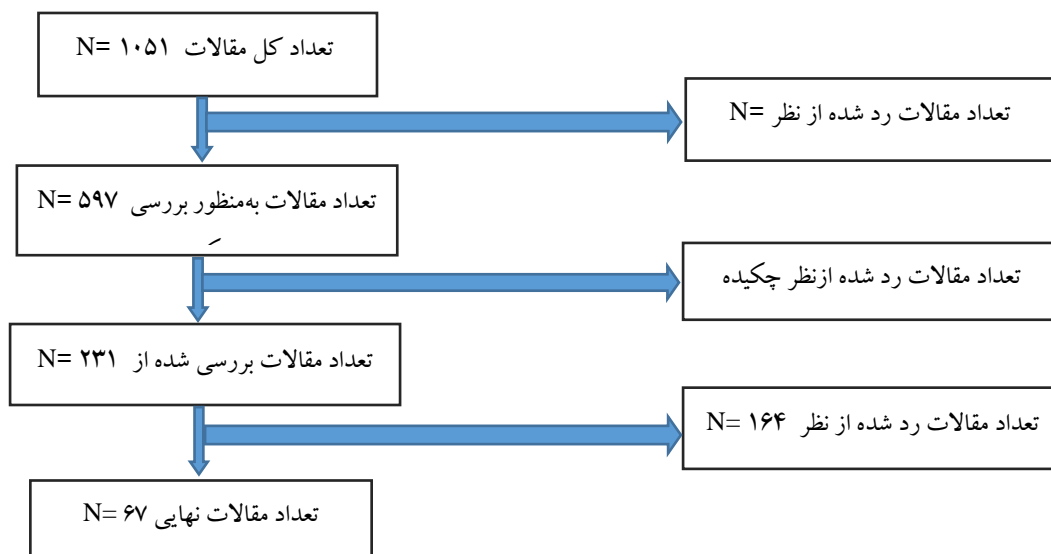 تعداد کل مقالات N= ۱۰۵۱
تعداد مقالات رد شده از نظر N=
تعداد مقالات به‌منظور بررسی N= ۵۹۷
تعداد مقالات رد شده ازنظر چکیده
تعداد مقالات بررسی شده از N= ۲۳۱
تعداد مقالات رد شده از نظر N= ۱۶۴
تعداد مقالات نهایی N= ۶۷